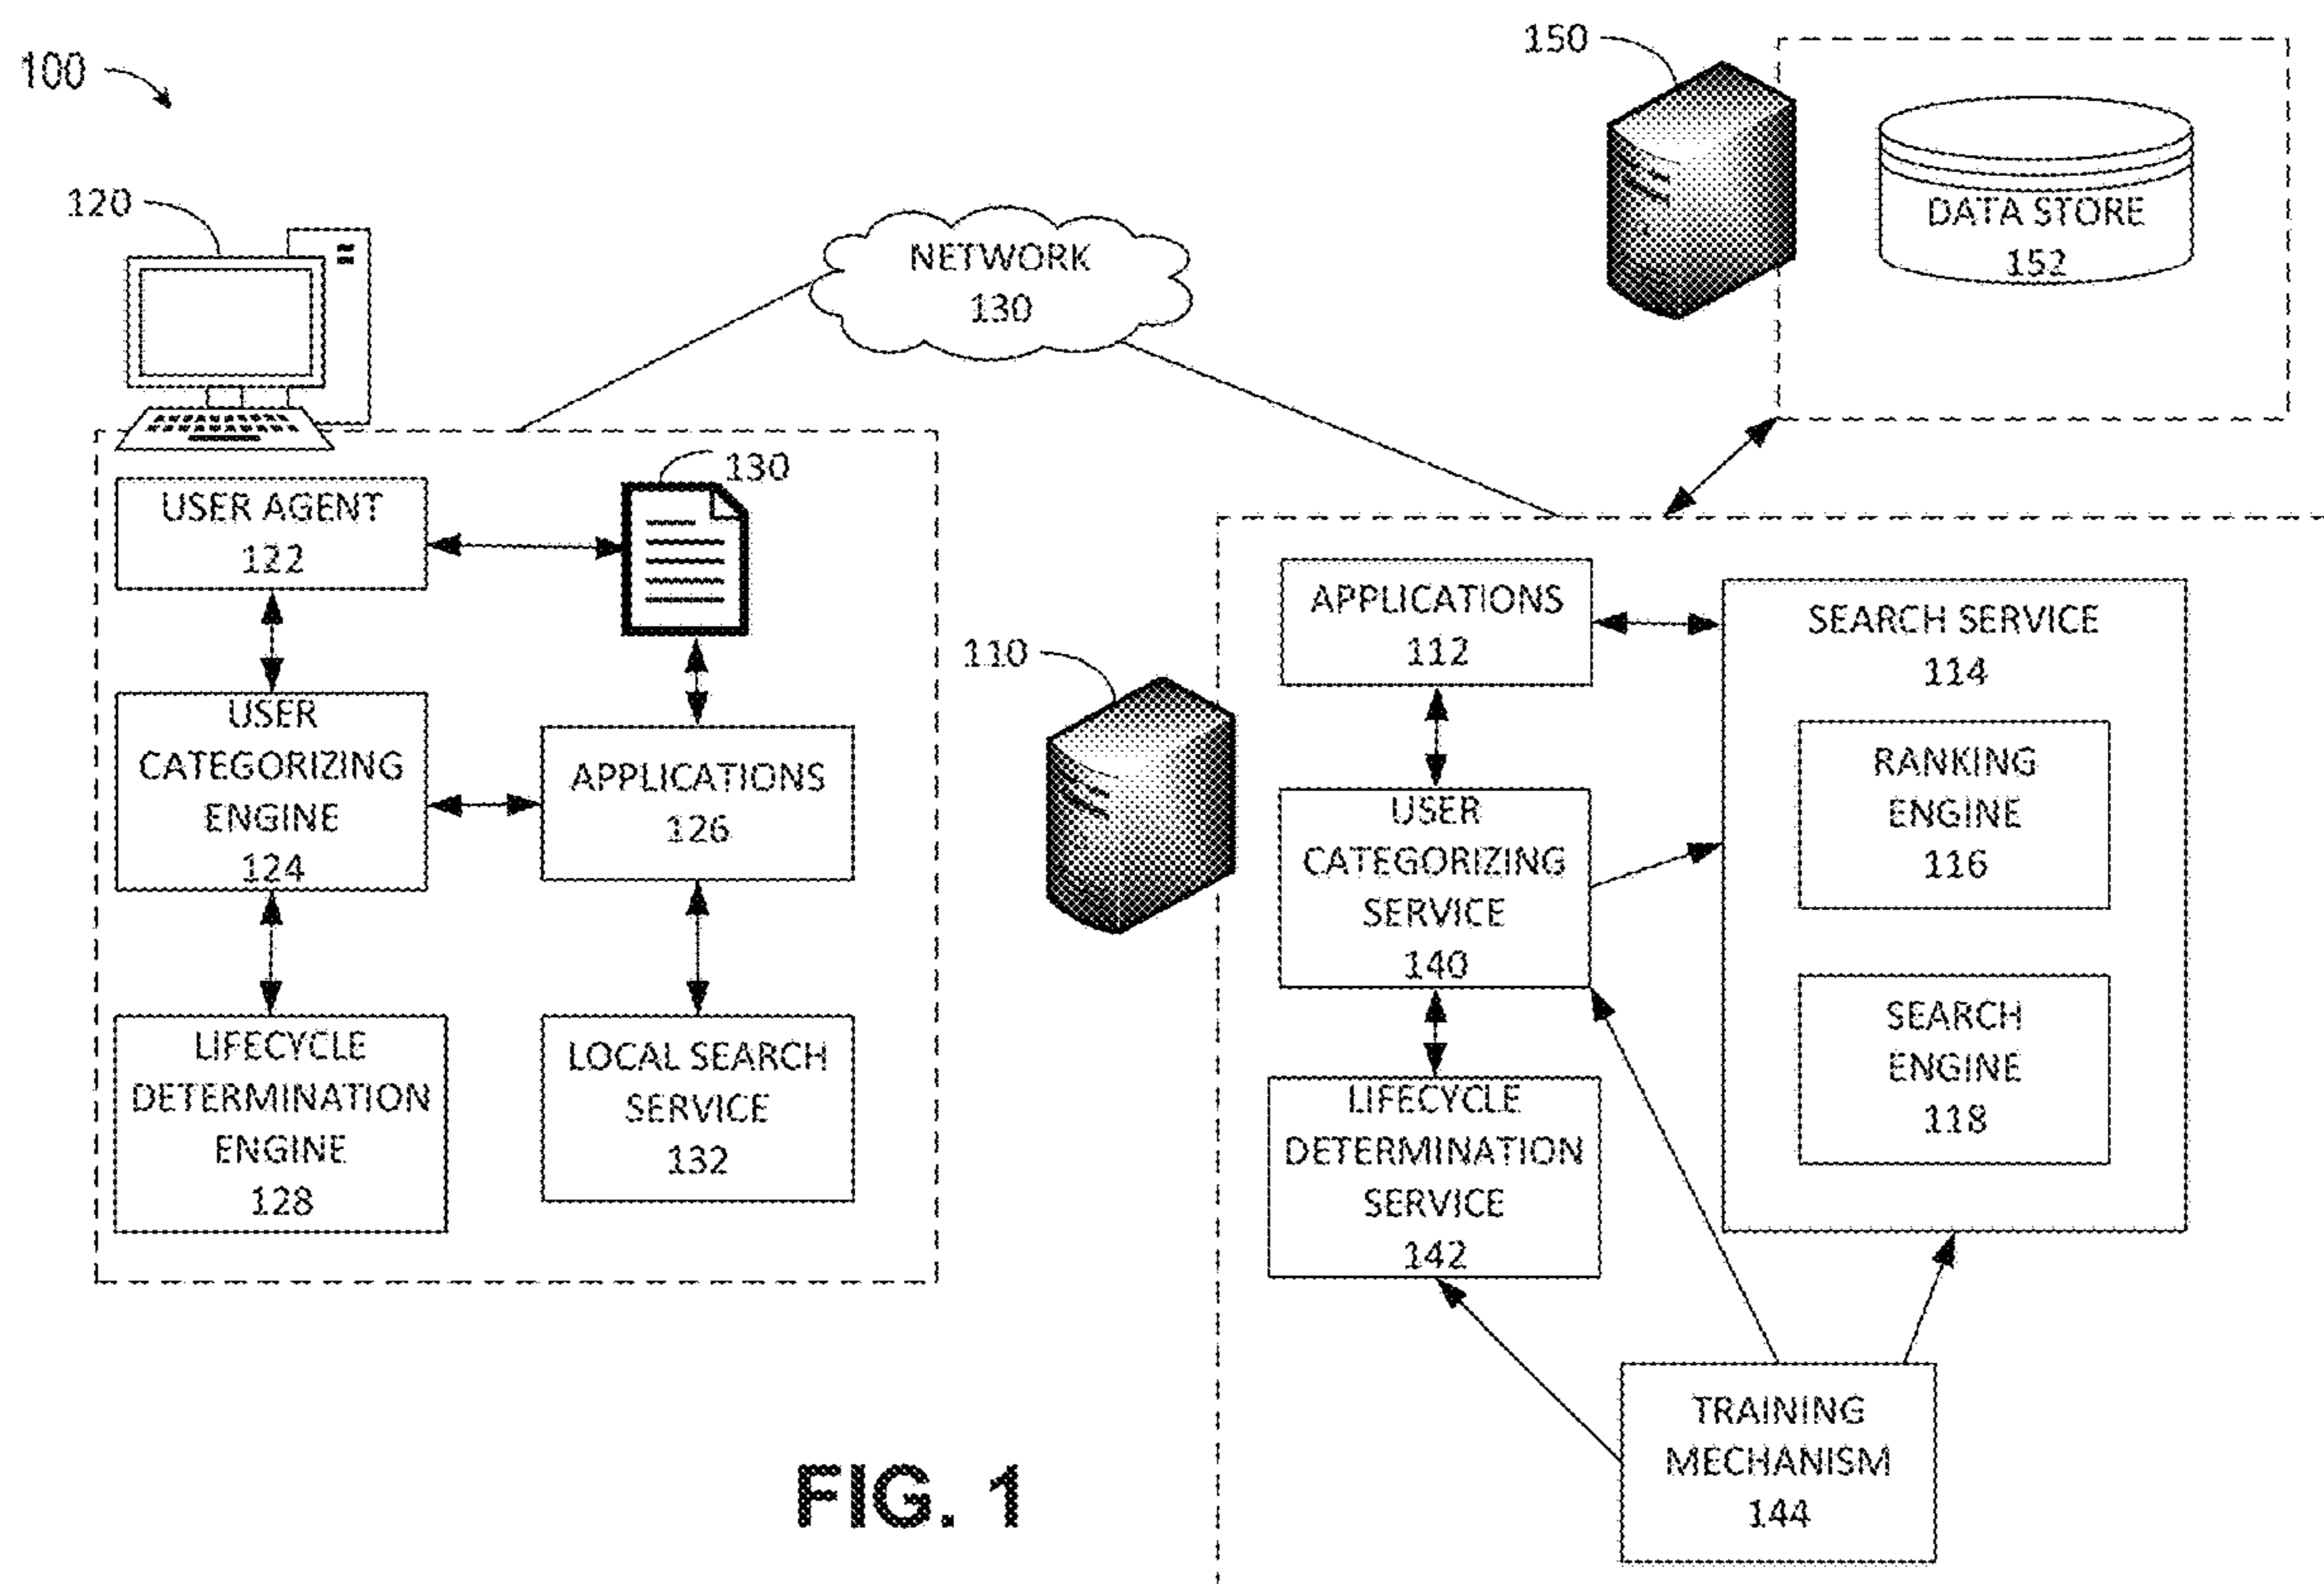 100
150
DATA STORE
152
120
NETWORK
130
130
USER AGENT
122
USER
CATEGORIZING
ENGINE
124
APPLICATIONS
126
LIFECYCLE
DETERMINATION
ENGINE
128
LOCAL SEARCH
SERVICE
132
110
APPLICATIONS
112
SEARCH SERVICE
114
RANKING
ENGINE
116
USER
CATEGORIZING
SERVICE
140
SEARCH
ENGINE
118
LIFECYCLE
DETERMINATION
SERVICE
142
TRAINING
MECHANISM
144
FIG. 1